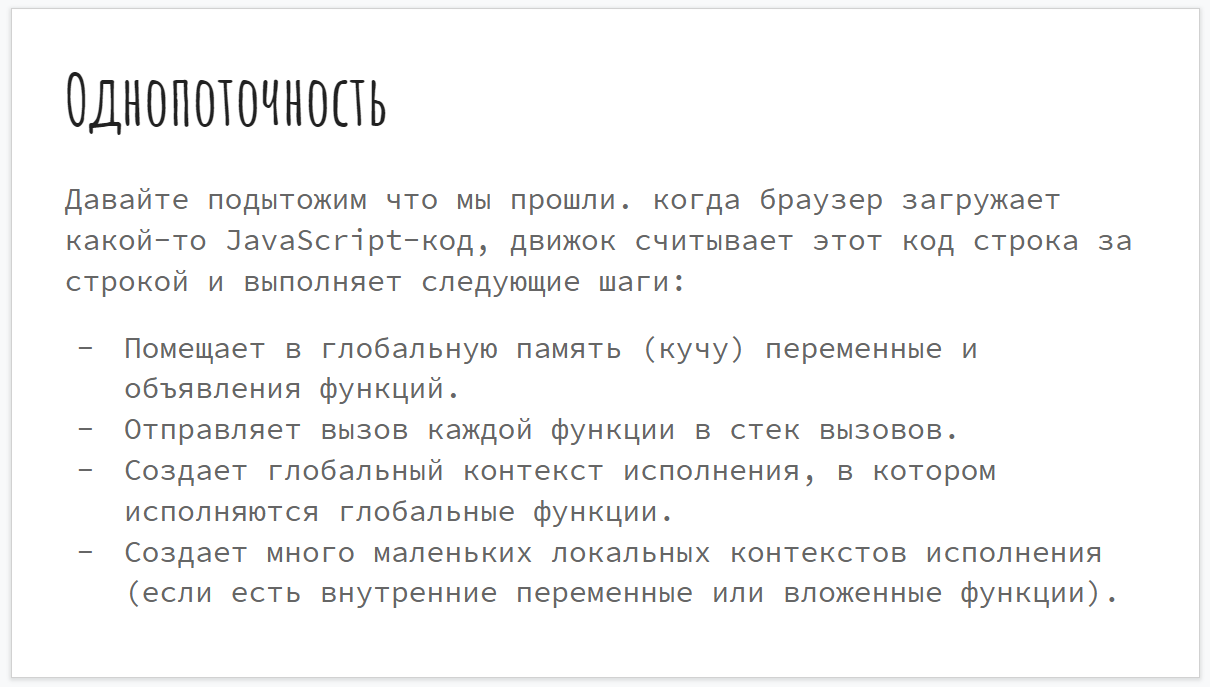 Однопоточность
Давайте подытожим что мы прошли. когда браузер загружает
какой-то JavaScript-код, движок считывает этот код строка за
строкой и выполняет следующие шаги:
- Помещает в глобальную память (кучу) переменные и
объявления функций.
- Отправляет вызов каждой функции в стек вызовов.
- Создает глобальный контекст исполнения, в котором
исполняются глобальные функции.
- Создает много маленьких локальных контекстов исполнения
(если есть внутренние переменные или вложенные функции).